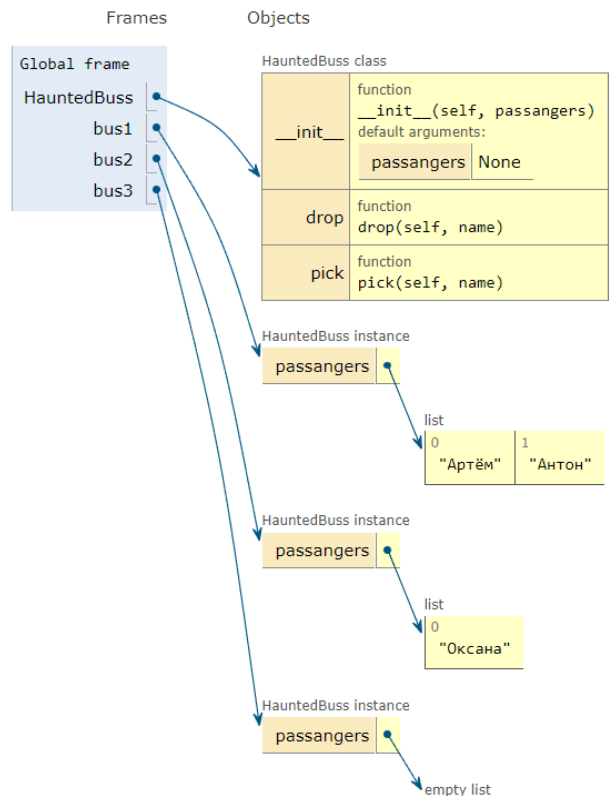 Frames Objects
Global frame
HauntedBuss
bus1
bus2
bus3
HauntedBuss class
__init__
function
__init__(self, passangers)
default arguments:
passangers None
drop
function
drop(self, name)
pick
function
pick(self, name)
HauntedBuss instance
passangers
list
0 1
"Артём" "Антон"
HauntedBuss instance
passangers
list
0
"Оксана"
HauntedBuss instance
passangers
empty list